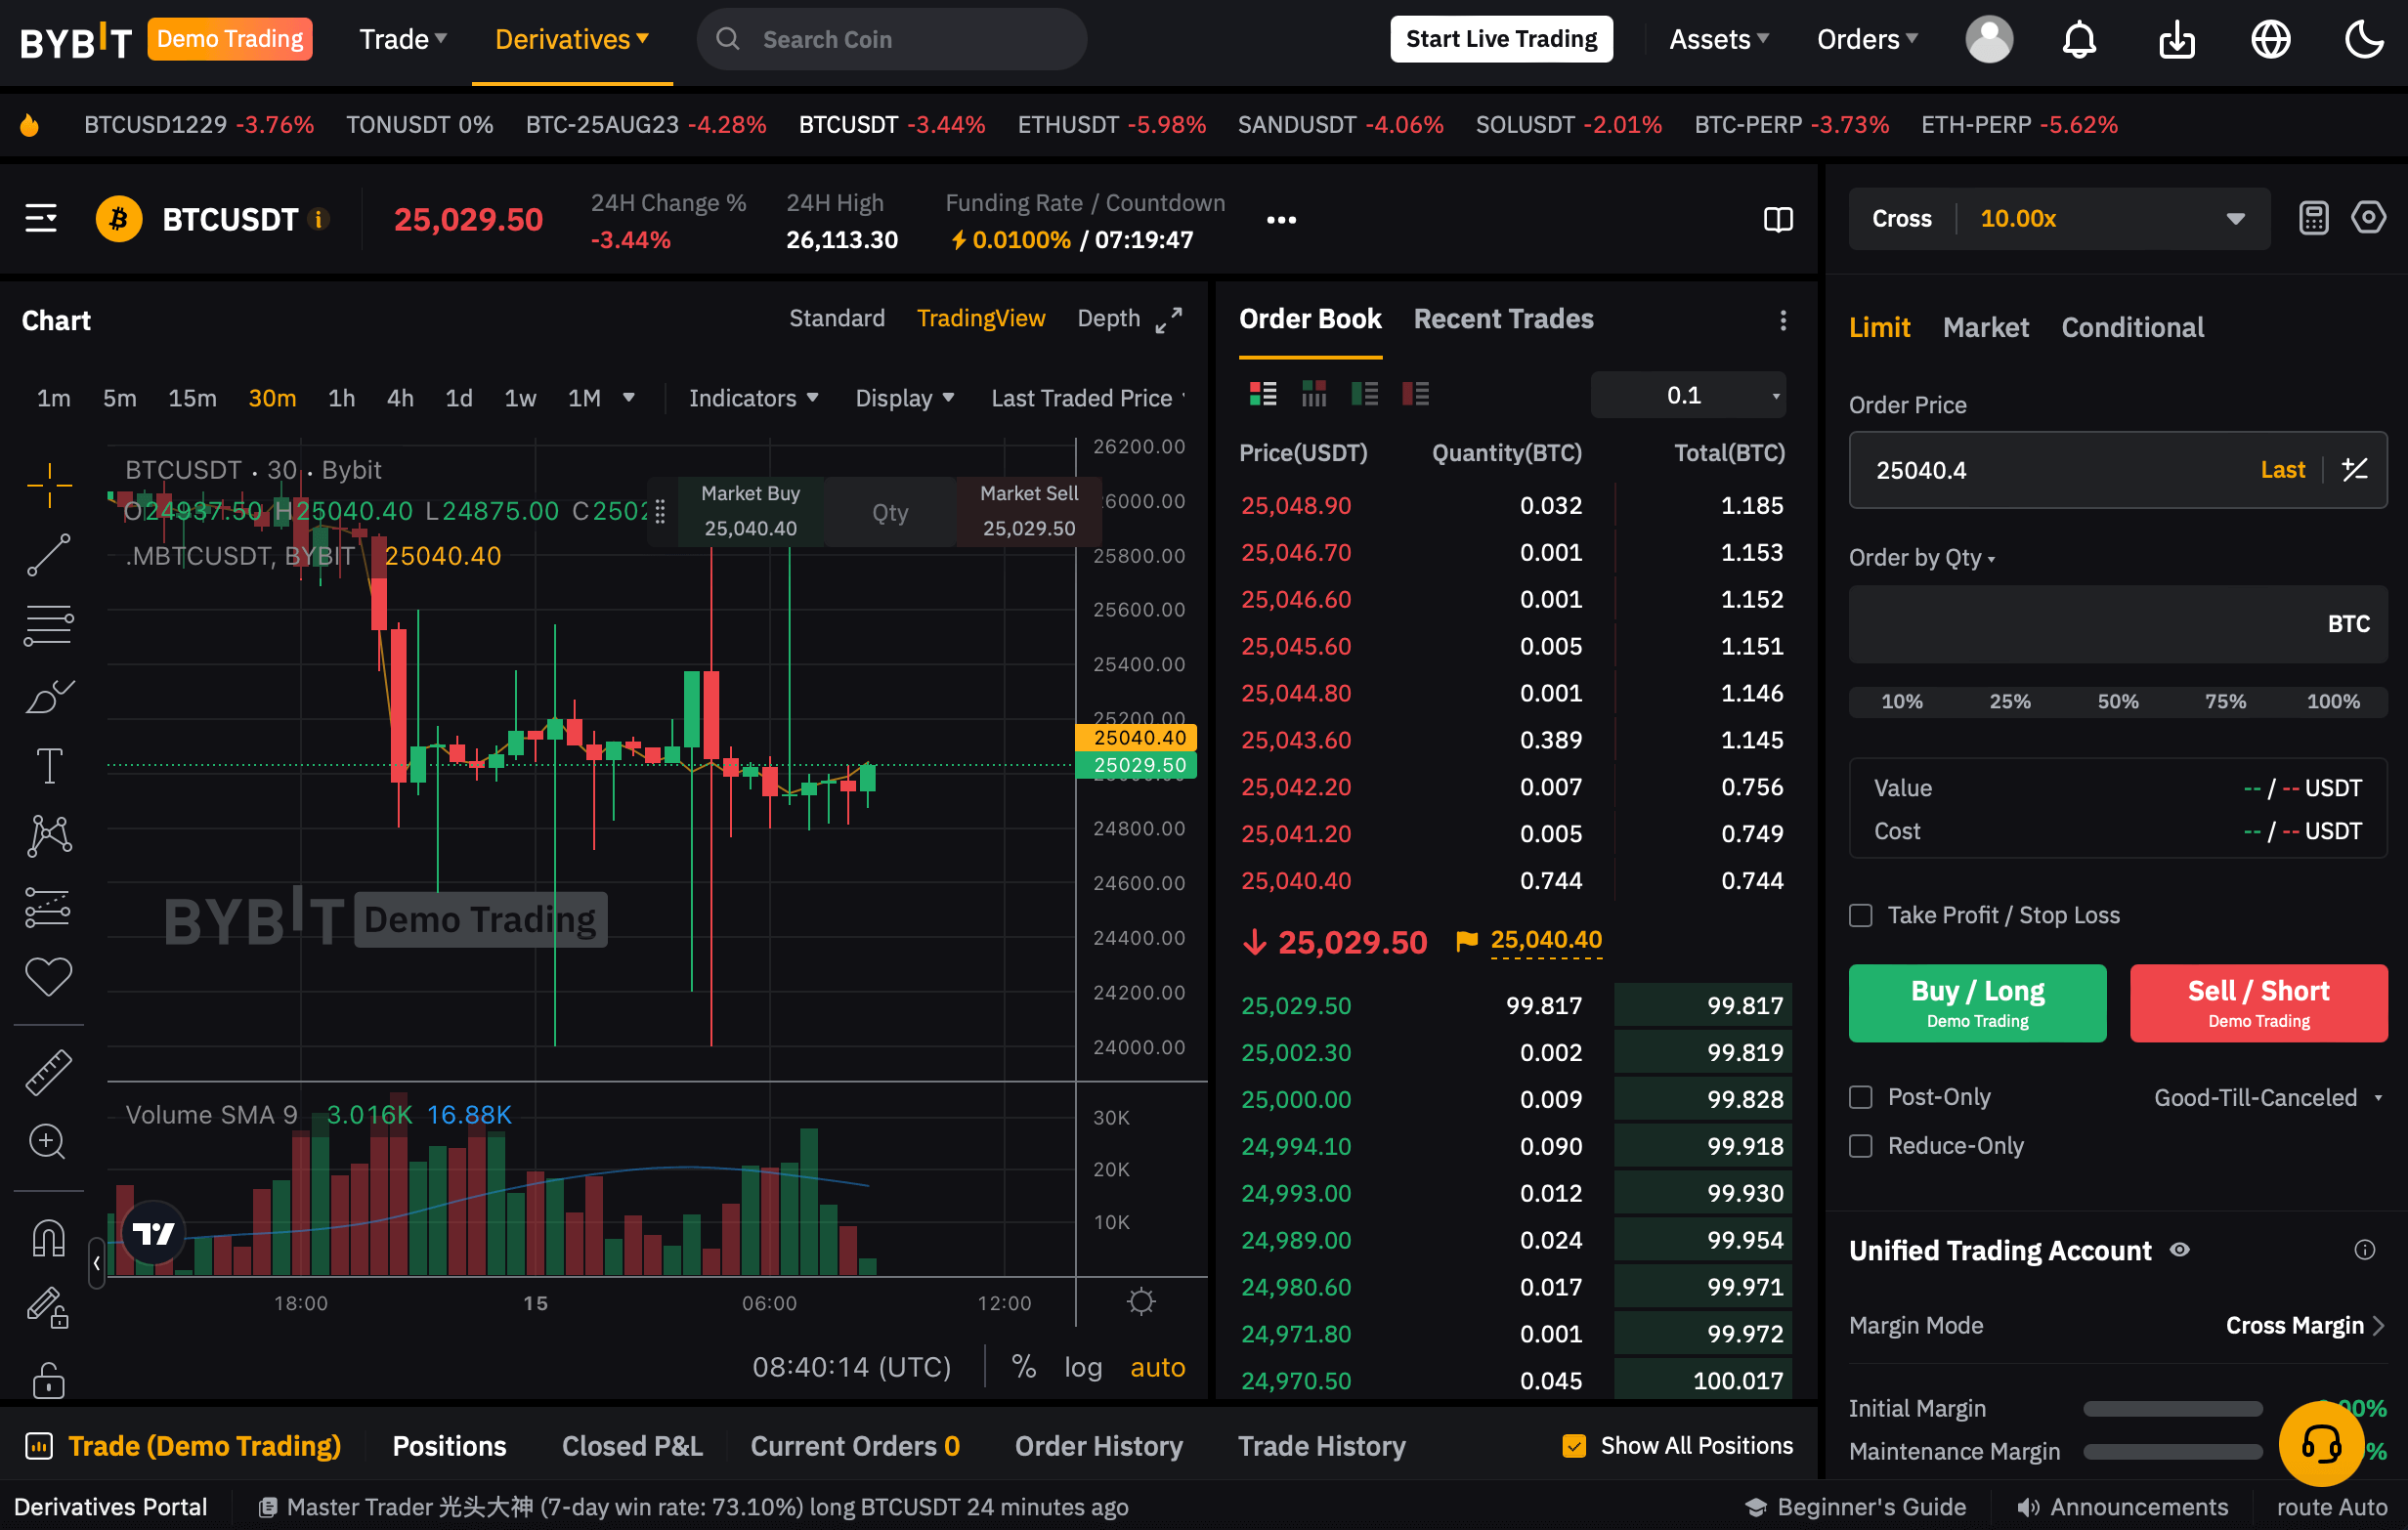 BYBIT Demo Trading Trade Derivatives Search Coin Start Live Trading Assets Orders
BTCUSD1229 -3.76% TONUSDT 0% BTC-25AUG23 -4.28% BTCUSDT -3.44% ETHUSDT -5.98% SANDUSDT -4.06% SOLUSDT -2.01% BTC-PERP -3.73% ETH-PERP -5.62%
BTCUSDT 25,029.50
24H Change %
-3.44%
24H High
26,113.30
Funding Rate / Countdown
0.0100% / 07:19:47
Chart Standard TradingView Depth
1m 5m 15m 30m 1h 4h 1d 1w 1M Indicators Display Last Traded Price
BTCUSDT · 30 · Bybit
O24937.50 H25040.40 L24875.00 C2502
.MBTCUSDT, BYBIT 25040.40
Market Buy
25,040.40
Qty
Market Sell
25,029.50
26200.00
26000.00
25800.00
25600.00
25400.00
25200.00
25040.40
25029.50
24800.00
24600.00
24400.00
24200.00
24000.00
BYBIT Demo Trading
Volume SMA 9 3.016K 16.88K
30K
20K
10K
18:00 15 06:00 12:00
08:40:14 (UTC) % log auto
Order Book Recent Trades
0.1
Price(USDT) Quantity(BTC) Total(BTC)
25,048.90 0.032 1.185
25,046.70 0.001 1.153
25,046.60 0.001 1.152
25,045.60 0.005 1.151
25,044.80 0.001 1.146
25,043.60 0.389 1.145
25,042.20 0.007 0.756
25,041.20 0.005 0.749
25,040.40 0.744 0.744
25,029.50 25,040.40
25,029.50 99.817 99.817
25,002.30 0.002 99.819
25,000.00 0.009 99.828
24,994.10 0.090 99.918
24,993.00 0.012 99.930
24,989.00 0.024 99.954
24,980.60 0.017 99.971
24,971.80 0.001 99.972
24,970.50 0.045 100.017
Cross 10.00x
Limit Market Conditional
Order Price
25040.4 Last
Order by Qty
BTC
10% 25% 50% 75% 100%
Value -- / -- USDT
Cost -- / -- USDT
Take Profit / Stop Loss
Buy / Long
Demo Trading
Sell / Short
Demo Trading
Post-Only Good-Till-Canceled
Reduce-Only
Unified Trading Account
Margin Mode Cross Margin
Initial Margin
Maintenance Margin %
Trade (Demo Trading) Positions Closed P&L Current Orders 0 Order History Trade History Show All Positions
Derivatives Portal Master Trader 光头大神 (7-day win rate: 73.10%) long BTCUSDT 24 minutes ago Beginner's Guide Announcements route Auto